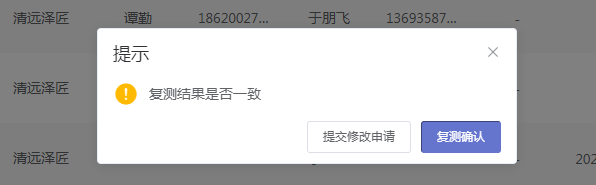 清远泽匠 谭勤 18620027... 于朋飞 13693587... -
提示
清远泽匠 -
复测结果是否一致
提交修改申请 复测确认
清远泽匠 - 202